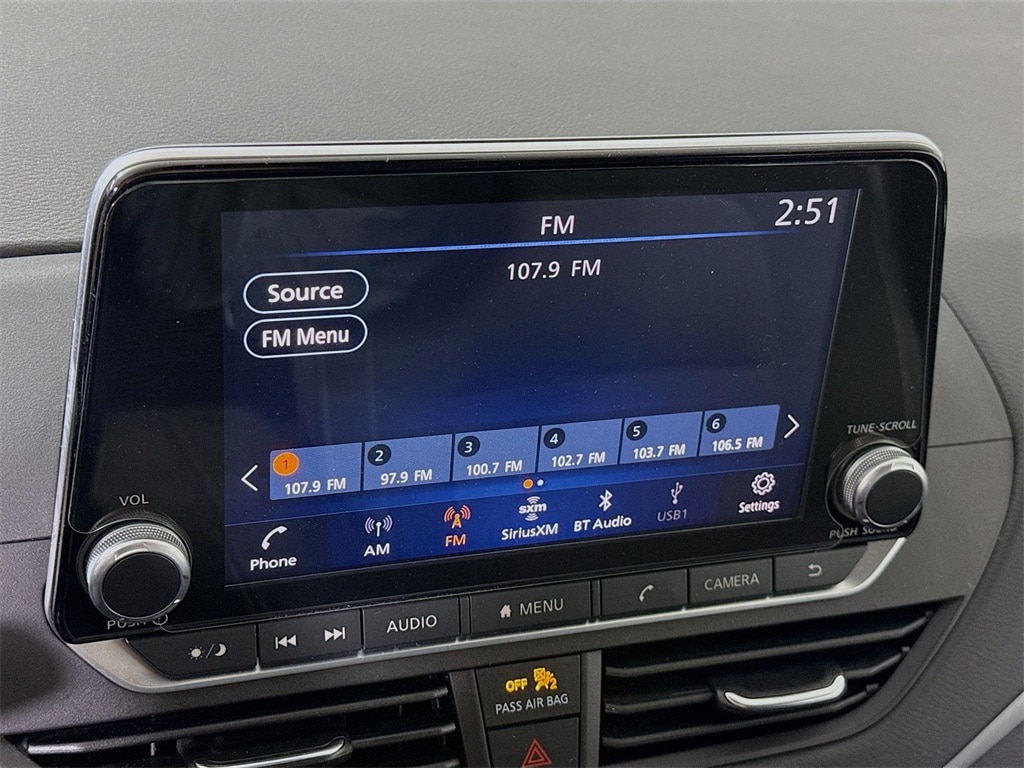 FM
2:51
107.9 FM
Source
FM Menu
1
107.9 FM
2
97.9 FM
3
100.7 FM
4
102.7 FM
5
103.7 FM
6
106.5 FM
Phone
AM
FM
sxm
SiriusXM
BT Audio
USB1
Settings
VOL
PUSH
TUNE·SCROLL
PUSH
AUDIO
MENU
CAMERA
OFF
2
PASS AIR BAG